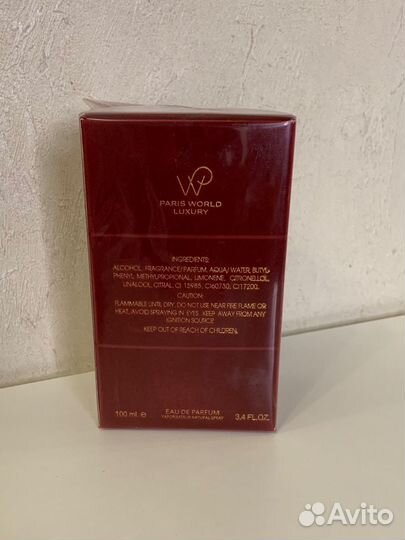 WP
PARIS WORLD
LUXURY
INGREDIENTS:
ALCOHOL, FRAGRANCE/PARFUM, AQUA/WATER, BUTYL-
PHENYL METHYLPROPIONAL, LIMONENE, CITRONELLOL,
LINALOOL, CITRAL, CI 15985, CI60730, CI17200.
CAUTION:
FLAMMABLE UNTIL DRY. DO NOT USE NEAR FIRE FLAME OR
HEAT, AVOID SPRAYING IN EYES. KEEP AWAY FROM ANY
IGNITION SOURCE
KEEP OUT OF REACH OF CHILDREN.
100 ml. e
EAU DE PARFUM
VAPORISATEUR NATURAL SPRAY
3.4 FL.OZ.
Avito